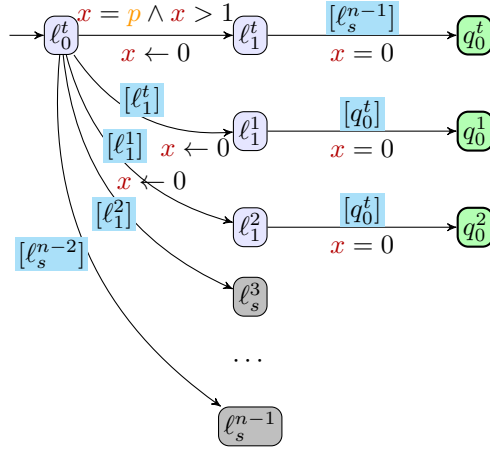 x = p ∧ x > 1 [ℓ_s^{n−1}]
ℓ_0^t ℓ_1^t q_0^t
x ← 0 x = 0
[ℓ_1^t] [q_0^t]
ℓ_1^1 q_0^1
[ℓ_1^1] x ← 0 x = 0
x ← 0
[ℓ_1^2] [q_0^t]
ℓ_1^2 q_0^2
[ℓ_s^{n−2}] x = 0
ℓ_s^3
⋯
ℓ_s^{n−1}